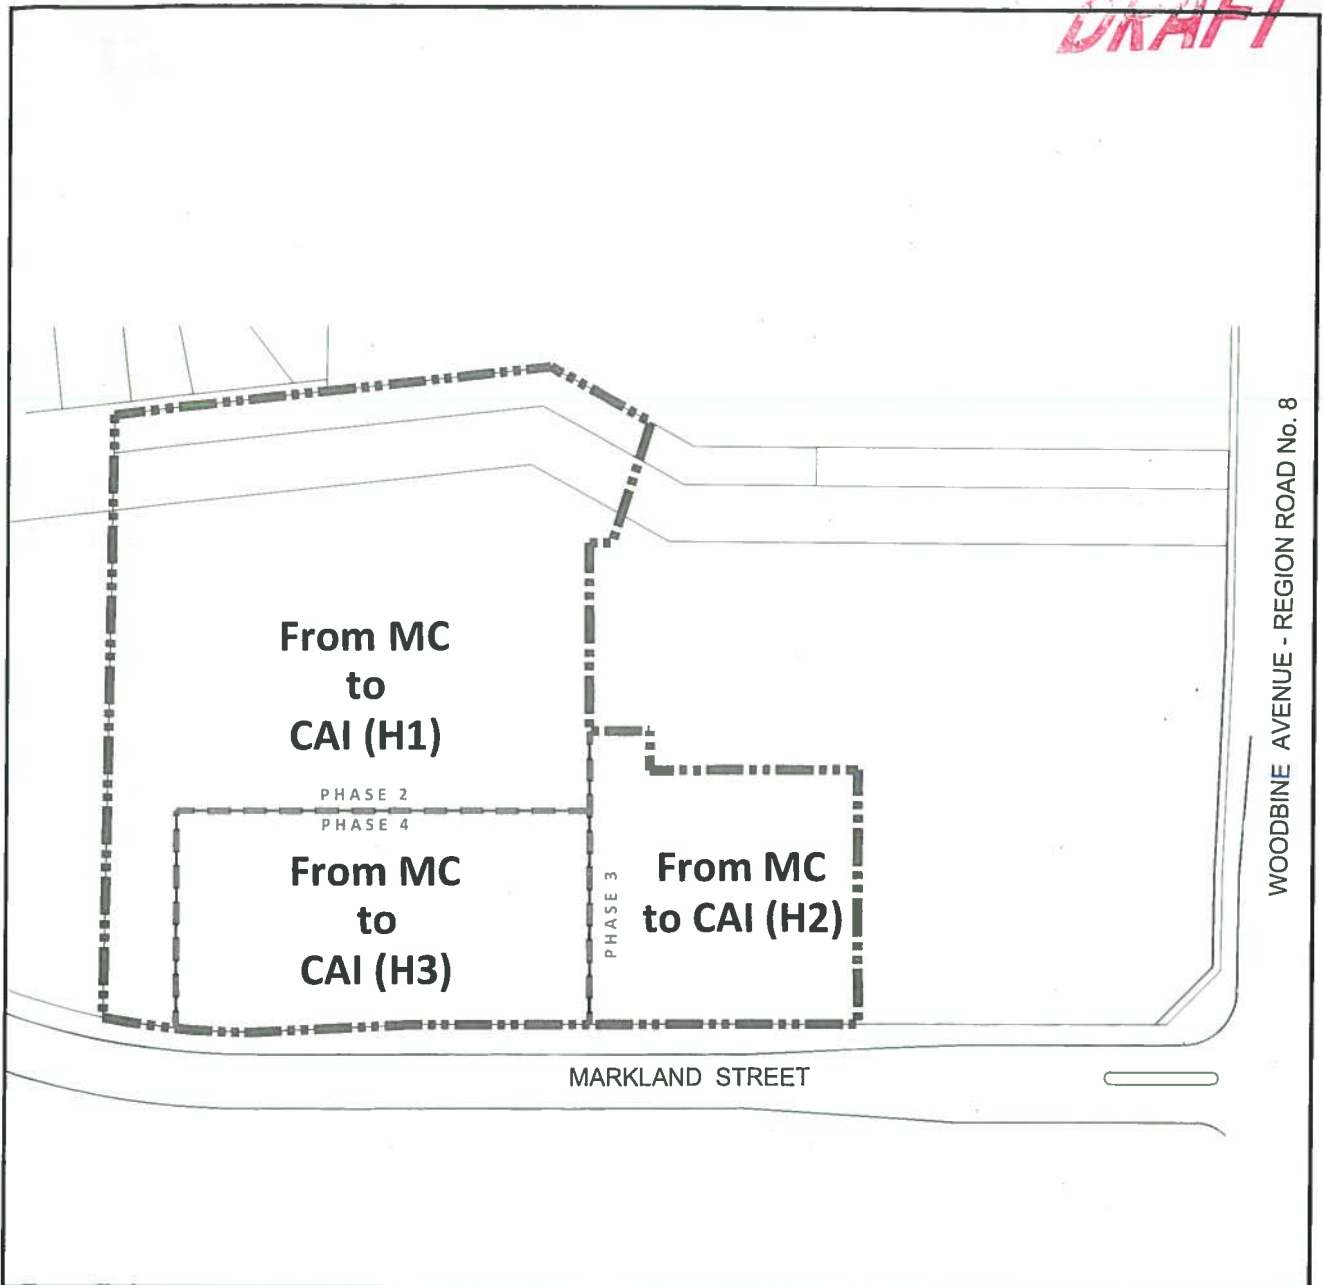 DRAFT
From MC
to
CAI (H1)
PHASE 2
PHASE 4
From MC
to
CAI (H3)
PHASE 3
From MC
to CAI (H2)
MARKLAND STREET
WOODBINE AVENUE - REGION ROAD No. 8